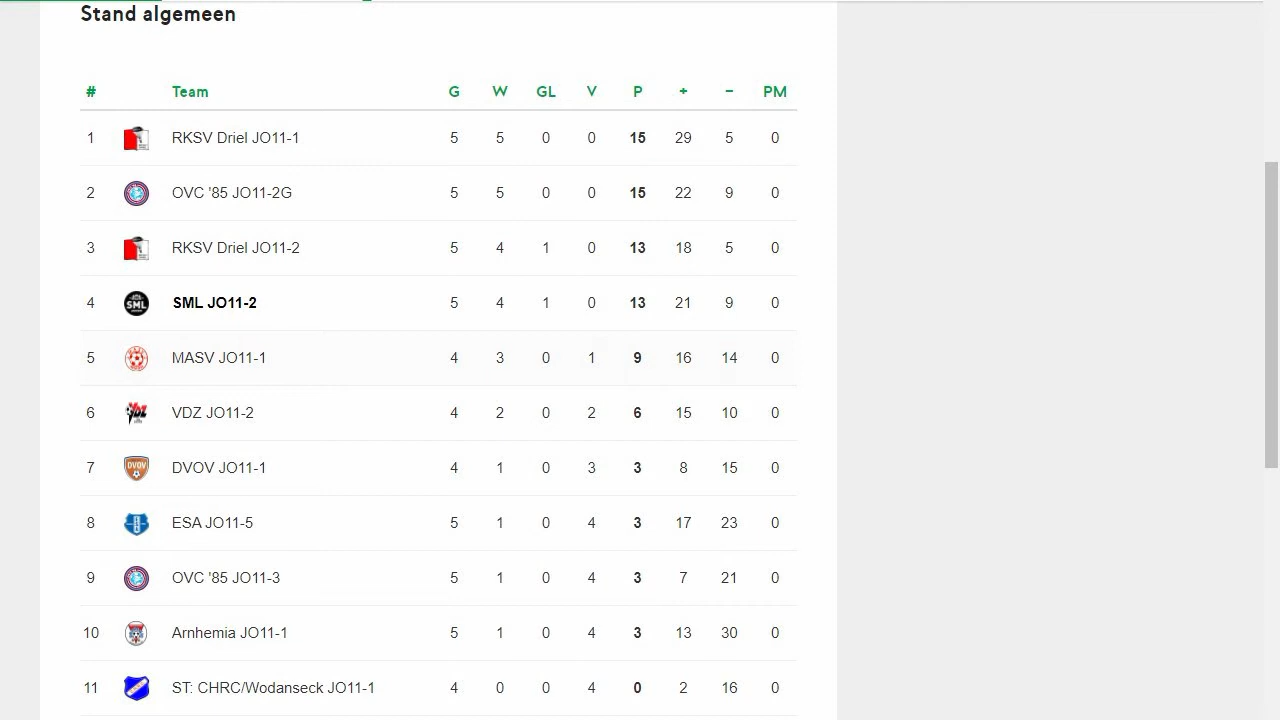 Stand algemeen
# Team G W GL V P + − PM
1 RKSV Driel JO11-1 5 5 0 0 15 29 5 0
2 OVC '85 JO11-2G 5 5 0 0 15 22 9 0
3 RKSV Driel JO11-2 5 4 1 0 13 18 5 0
4 SML SML JO11-2 5 4 1 0 13 21 9 0
5 MASV JO11-1 4 3 0 1 9 16 14 0
6 VDZ VDZ JO11-2 4 2 0 2 6 15 10 0
7 DVOV DVOV JO11-1 4 1 0 3 3 8 15 0
8 ESA JO11-5 5 1 0 4 3 17 23 0
9 OVC '85 JO11-3 5 1 0 4 3 7 21 0
10 Arnhemia JO11-1 5 1 0 4 3 13 30 0
11 ST: CHRC/Wodanseck JO11-1 4 0 0 4 0 2 16 0